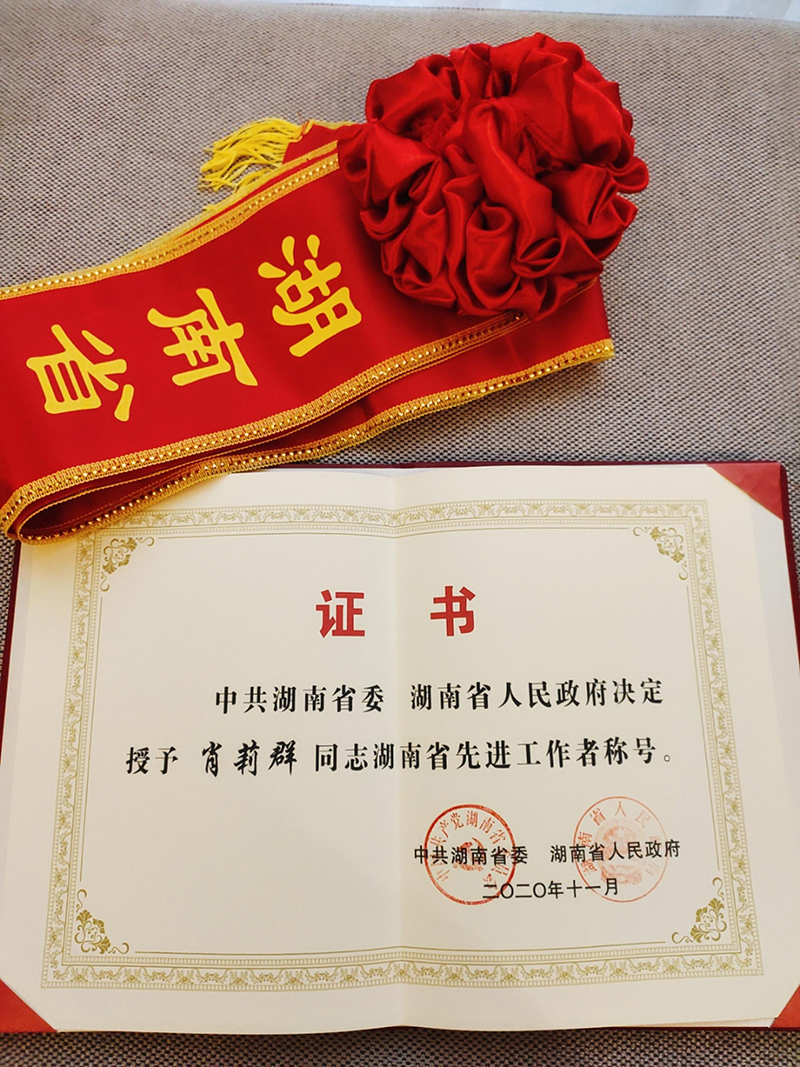 湖南省
证书
中共湖南省委 湖南省人民政府决定
授予 肖莉群 同志湖南省先进工作者称号。
中共湖南省委 湖南省人民政府
二〇二〇年十一月